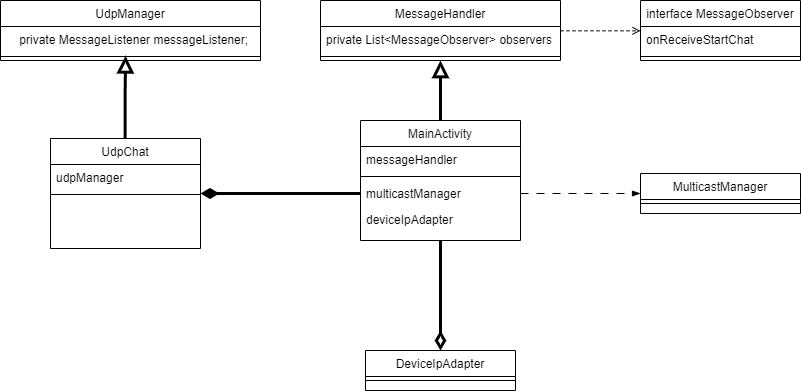 UdpManager
private MessageListener messageListener;
MessageHandler
private List<MessageObserver> observers
interface MessageObserver
onReceiveStartChat
UdpChat
udpManager
MainActivity
messageHandler
multicastManager
deviceIpAdapter
MulticastManager
DeviceIpAdapter